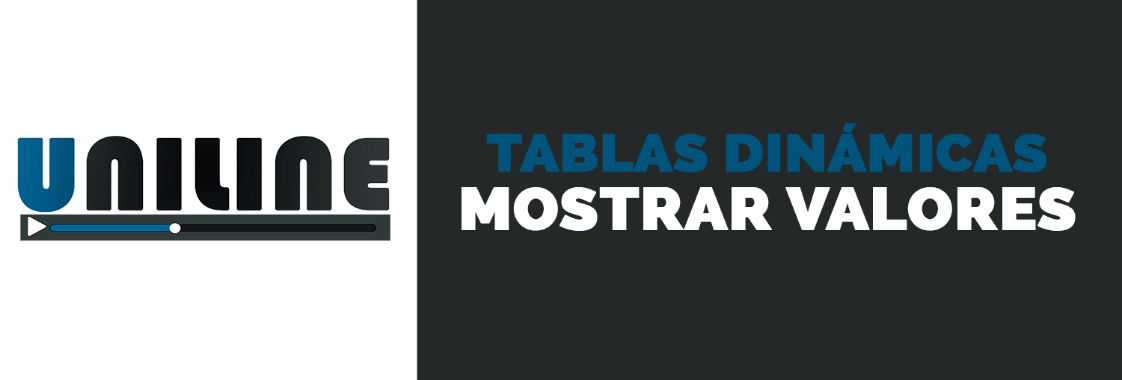 UNILINE
TABLAS DINÁMICAS
MOSTRAR VALORES